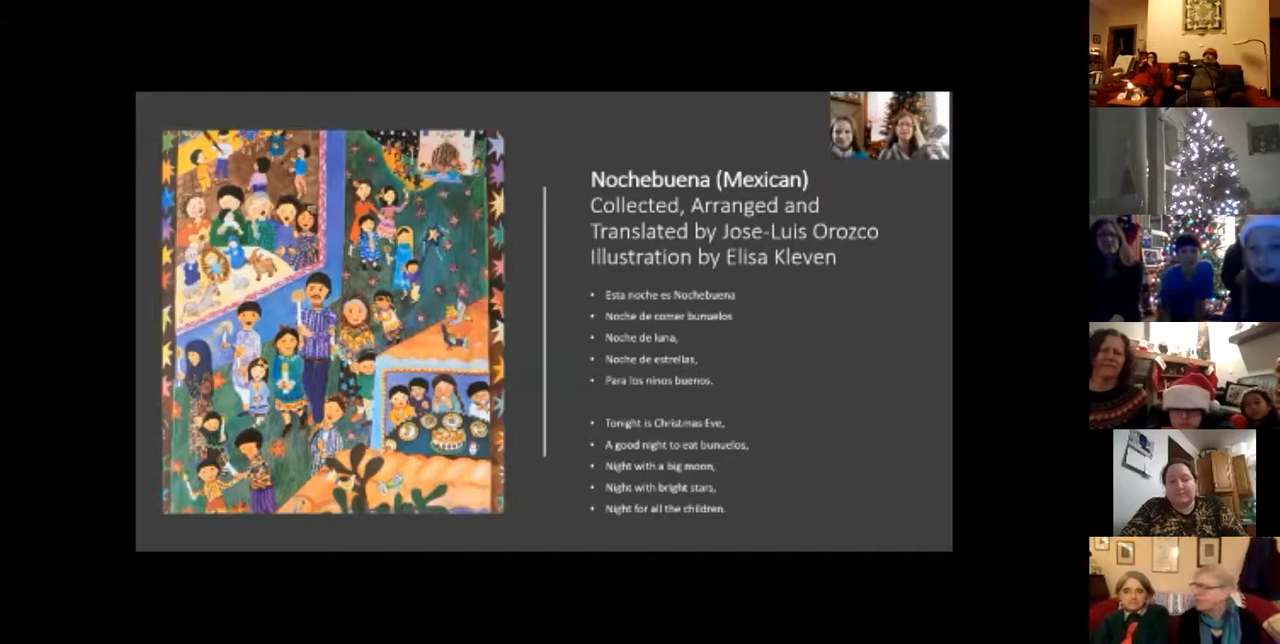 Nochebuena (Mexican)
Collected, Arranged and
Translated by Jose-Luis Orozco
Illustration by Elisa Kleven
• Esta noche es Nochebuena
• Noche de comer bunuelos
• Noche de luna,
• Noche de estrellas,
• Para los ninos buenos.
• Tonight is Christmas Eve,
• A good night to eat bunuelos,
• Night with a big moon,
• Night with bright stars,
• Night for all the children.